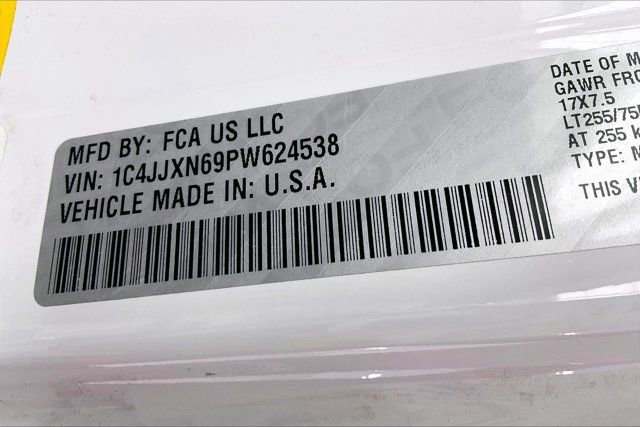 MFD BY: FCA US LLC
VIN: 1C4JJXN69PW624538
VEHICLE MADE IN: U.S.A.
DATE OF M
GAWR FRO
17X7.5
LT255/75
AT 255 k
TYPE: M
THIS V